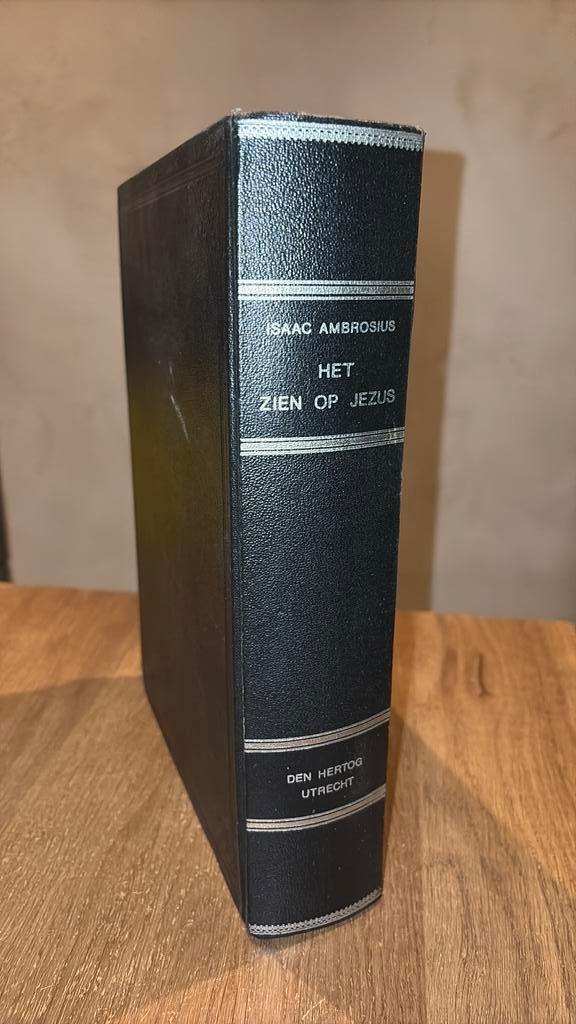 ISAAC AMBROSIUS
HET
ZIEN OP JEZUS
DEN HERTOG
UTRECHT